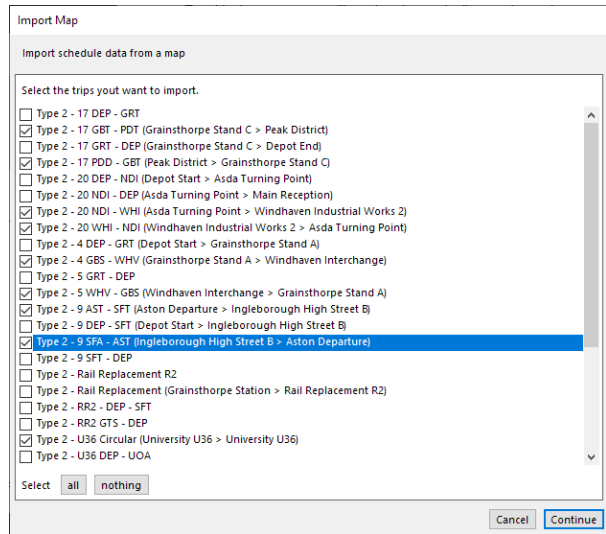 Import Map
Import schedule data from a map
Select the trips yout want to import.
Type 2 - 17 DEP - GRT
Type 2 - 17 GBT - PDT (Grainsthorpe Stand C > Peak District)
Type 2 - 17 GRT - DEP (Grainsthorpe Stand C > Depot End)
Type 2 - 17 PDD - GBT (Peak District > Grainsthorpe Stand C)
Type 2 - 20 DEP - NDI (Depot Start > Asda Turning Point)
Type 2 - 20 NDI - DEP (Asda Turning Point > Main Reception)
Type 2 - 20 NDI - WHI (Asda Turning Point > Windhaven Industrial Works 2)
Type 2 - 20 WHI - NDI (Windhaven Industrial Works 2 > Asda Turning Point)
Type 2 - 4 DEP - GRT (Depot Start > Grainsthorpe Stand A)
Type 2 - 4 GBS - WHV (Grainsthorpe Stand A > Windhaven Interchange)
Type 2 - 5 GRT - DEP
Type 2 - 5 WHV - GBS (Windhaven Interchange > Grainsthorpe Stand A)
Type 2 - 9 AST - SFT (Aston Departure > Ingleborough High Street B)
Type 2 - 9 DEP - SFT (Depot Start > Ingleborough High Street B)
Type 2 - 9 SFA - AST (Ingleborough High Street B > Aston Departure)
Type 2 - 9 SFT - DEP
Type 2 - Rail Replacement R2
Type 2 - Rail Replacement (Grainsthorpe Station > Rail Replacement R2)
Type 2 - RR2 - DEP - SFT
Type 2 - RR2 GTS - DEP
Type 2 - U36 Circular (University U36 > University U36)
Type 2 - U36 DEP - UOA
Select all nothing
Cancel Continue